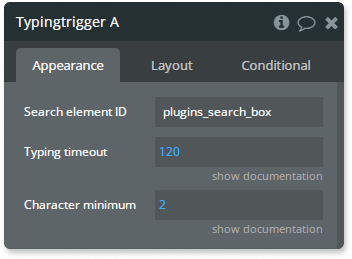 Typingtrigger A
Appearance Layout Conditional
Search element ID plugins_search_box
Typing timeout 120
show documentation
Character minimum 2
show documentation